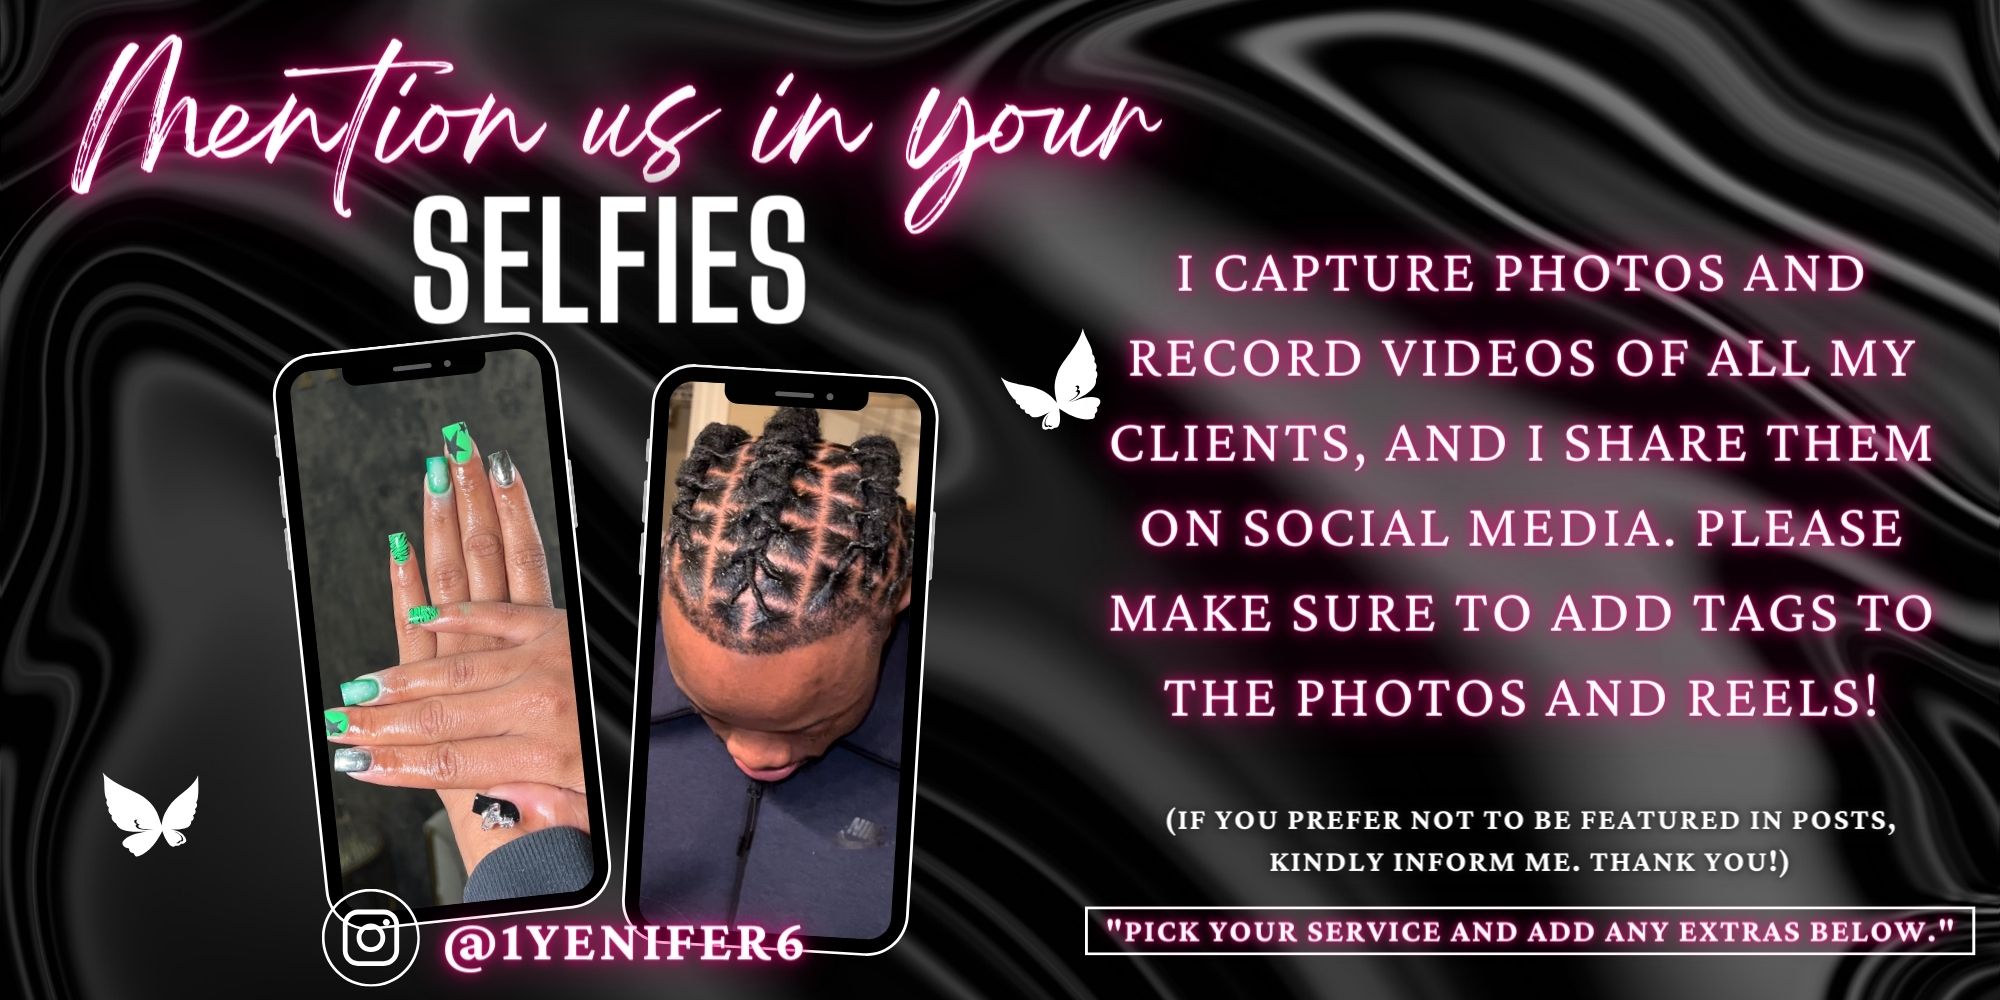 Mention us in your
SELFIES
I CAPTURE PHOTOS AND
RECORD VIDEOS OF ALL MY
CLIENTS, AND I SHARE THEM
ON SOCIAL MEDIA. PLEASE
MAKE SURE TO ADD TAGS TO
THE PHOTOS AND REELS!
(IF YOU PREFER NOT TO BE FEATURED IN POSTS,
KINDLY INFORM ME. THANK YOU!)
"PICK YOUR SERVICE AND ADD ANY EXTRAS BELOW."
@1YENIFER6